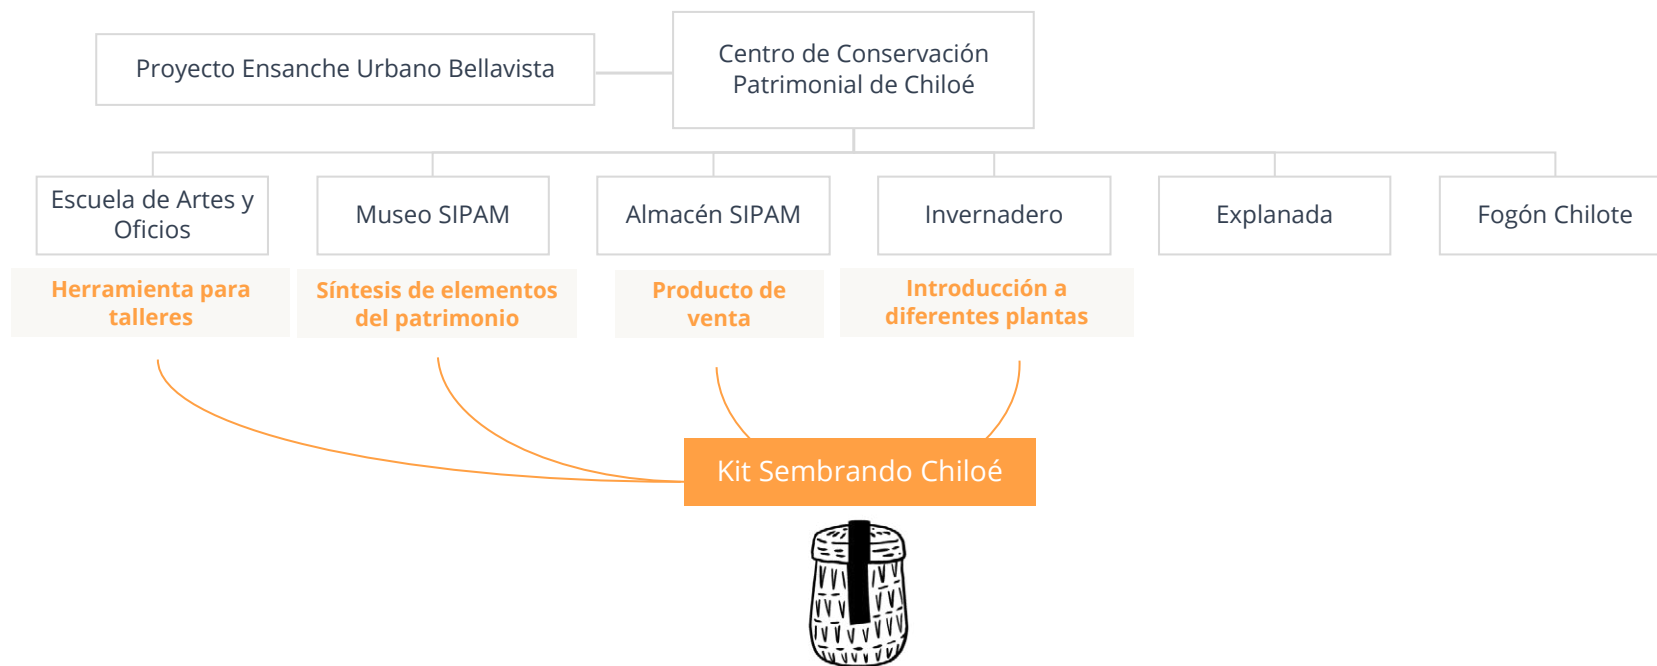 Proyecto Ensanche Urbano Bellavista
Centro de Conservación
Patrimonial de Chiloé
Escuela de Artes y
Oficios
Museo SIPAM
Almacén SIPAM
Invernadero
Explanada
Fogón Chilote
Herramienta para
talleres
Síntesis de elementos
del patrimonio
Producto de
venta
Introducción a
diferentes plantas
Kit Sembrando Chiloé